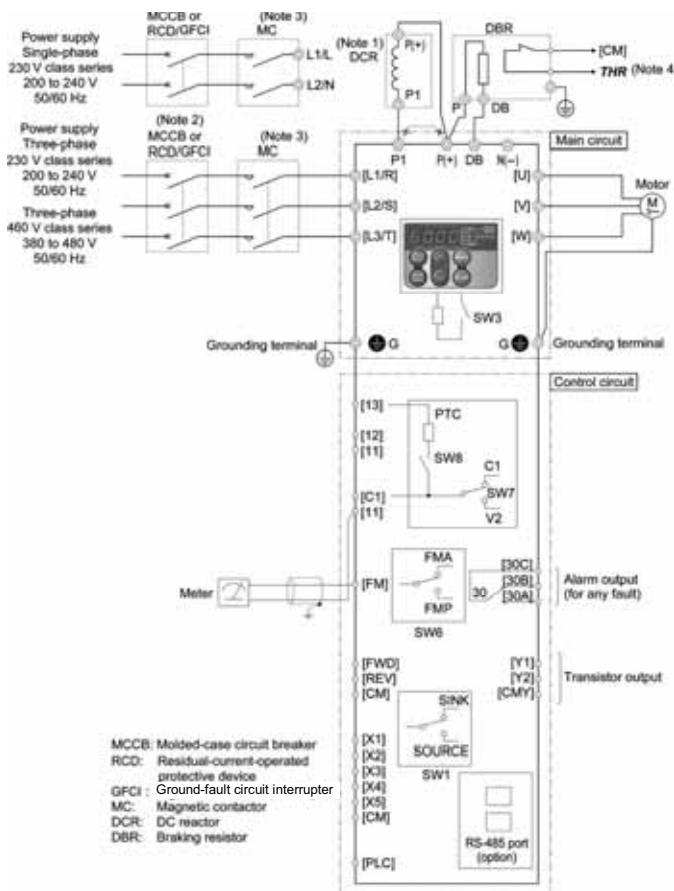 Power supply
Single-phase
230 V class series
200 to 240 V
50/60 Hz
MCCB or
RCD/GFCI
(Note 3)
MC
L1/L
L2/N
(Note 1)
DCR
P(+)
P1
DBR
[CM]
THR (Note 4
P
DB
Power supply
Three-phase
230 V class series
200 to 240 V
50/60 Hz
Three-phase
460 V class series
380 to 480 V
50/60 Hz
(Note 2)
MCCB or
RCD/GFCI
(Note 3)
MC
P1
P(+)
DB
N(−)
Main circuit
[L1/R]
[L2/S]
[L3/T]
[U]
[V]
[W]
Motor
M
SW3
Grounding terminal
G
G
Grounding terminal
Control circuit
[13]
[12]
[11]
[C1]
[11]
PTC
SW8
C1
SW7
V2
Meter
[FM]
FMA
FMP
SW6
[30C]
[30B]
[30A]
30
Alarm output
(for any fault)
[FWD]
[REV]
[CM]
[Y1]
[Y2]
[CMY]
Transistor output
SINK
SOURCE
SW1
[X1]
[X2]
[X3]
[X4]
[X5]
[CM]
[PLC]
RS-485 port
(option)
MCCB: Molded-case circuit breaker
RCD: Residual-current-operated
protective device
GFCI : Ground-fault circuit interrupter
MC: Magnetic contactor
DCR: DC reactor
DBR: Braking resistor